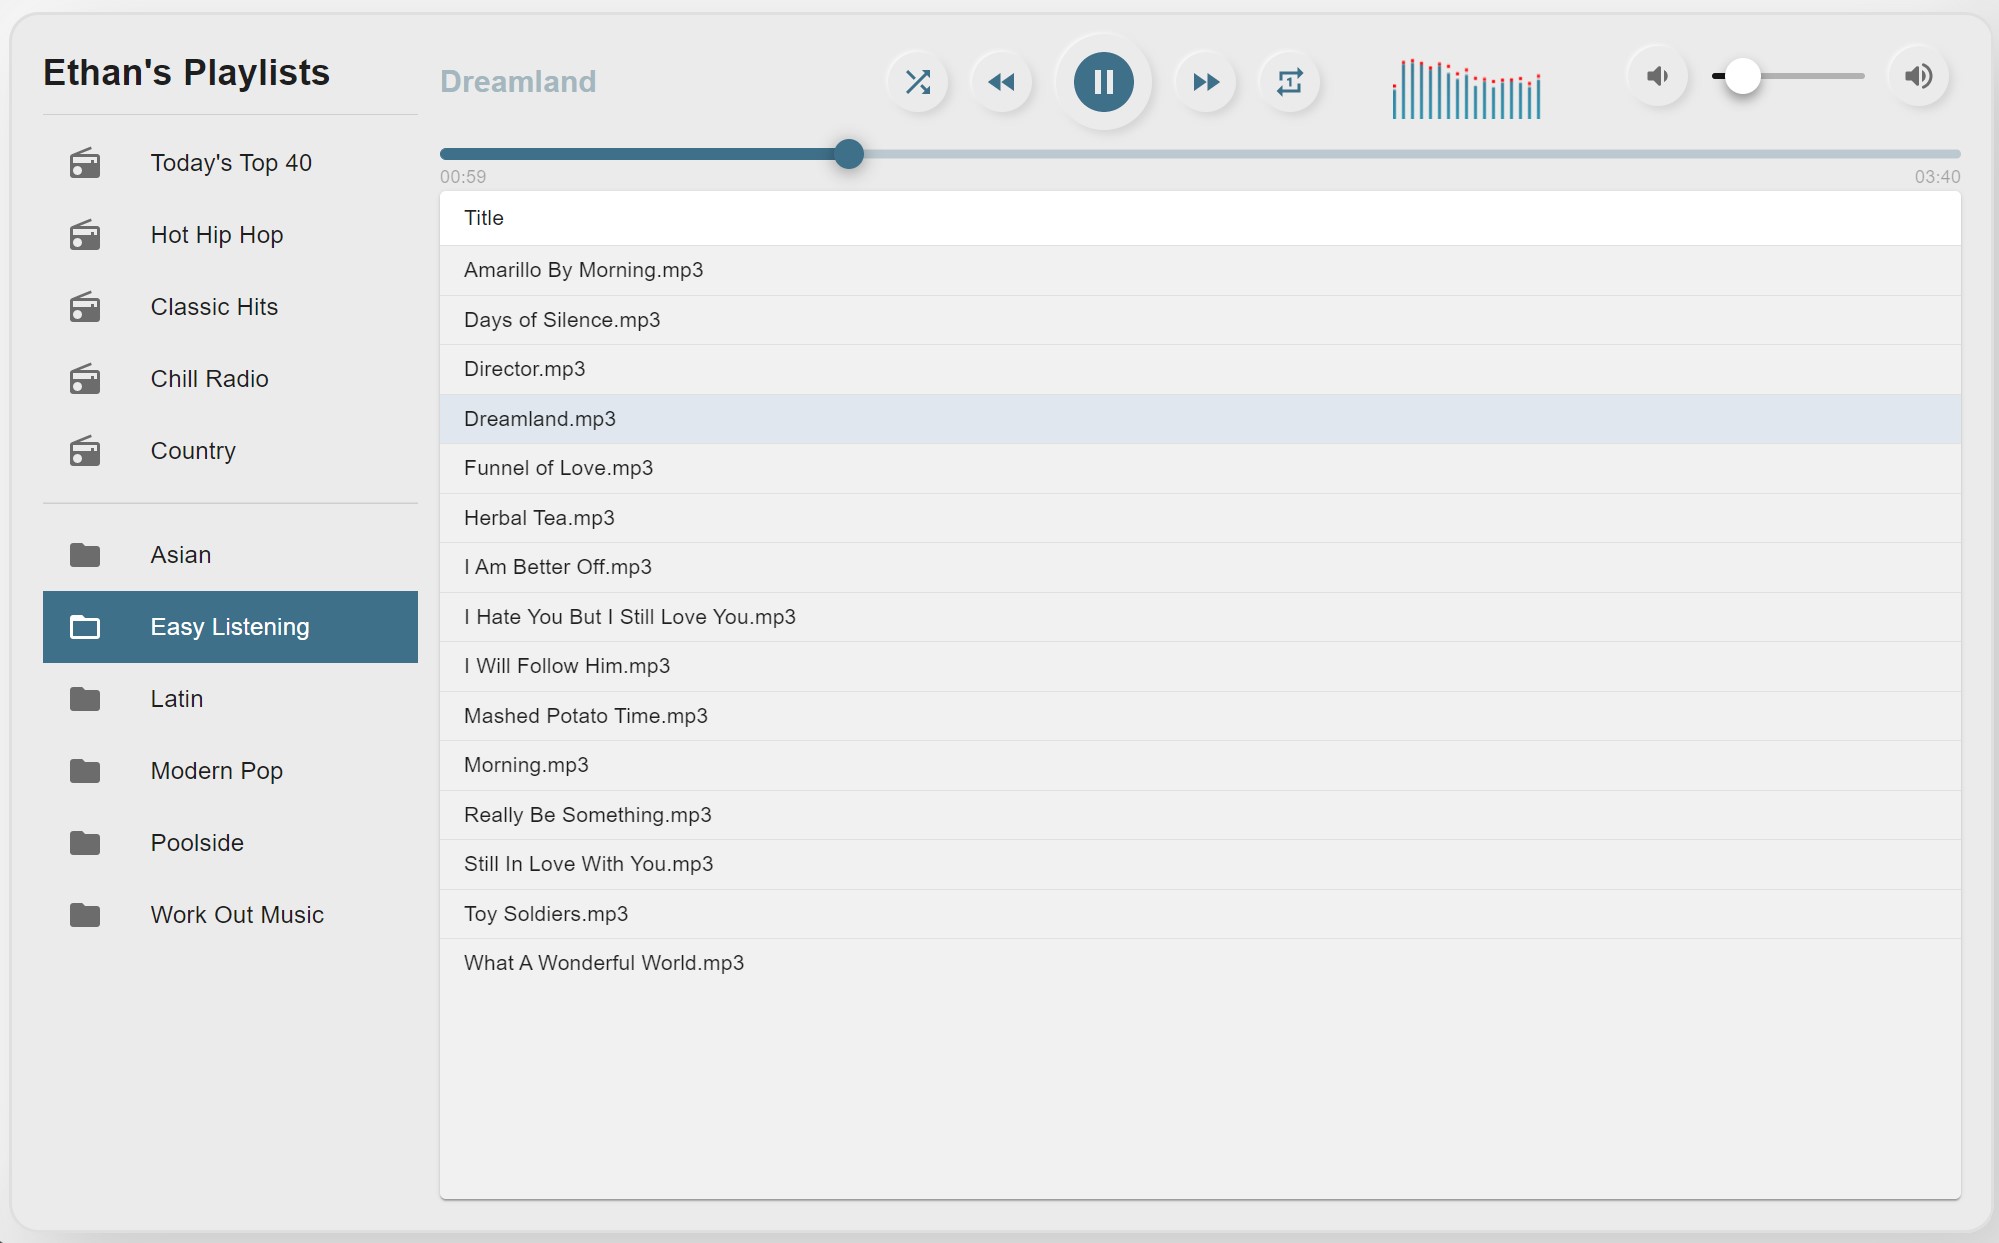 Ethan's Playlists
Today's Top 40
Hot Hip Hop
Classic Hits
Chill Radio
Country
Asian
Easy Listening
Latin
Modern Pop
Poolside
Work Out Music
Dreamland
1
00:59 03:40
Title
Amarillo By Morning.mp3
Days of Silence.mp3
Director.mp3
Dreamland.mp3
Funnel of Love.mp3
Herbal Tea.mp3
I Am Better Off.mp3
I Hate You But I Still Love You.mp3
I Will Follow Him.mp3
Mashed Potato Time.mp3
Morning.mp3
Really Be Something.mp3
Still In Love With You.mp3
Toy Soldiers.mp3
What A Wonderful World.mp3